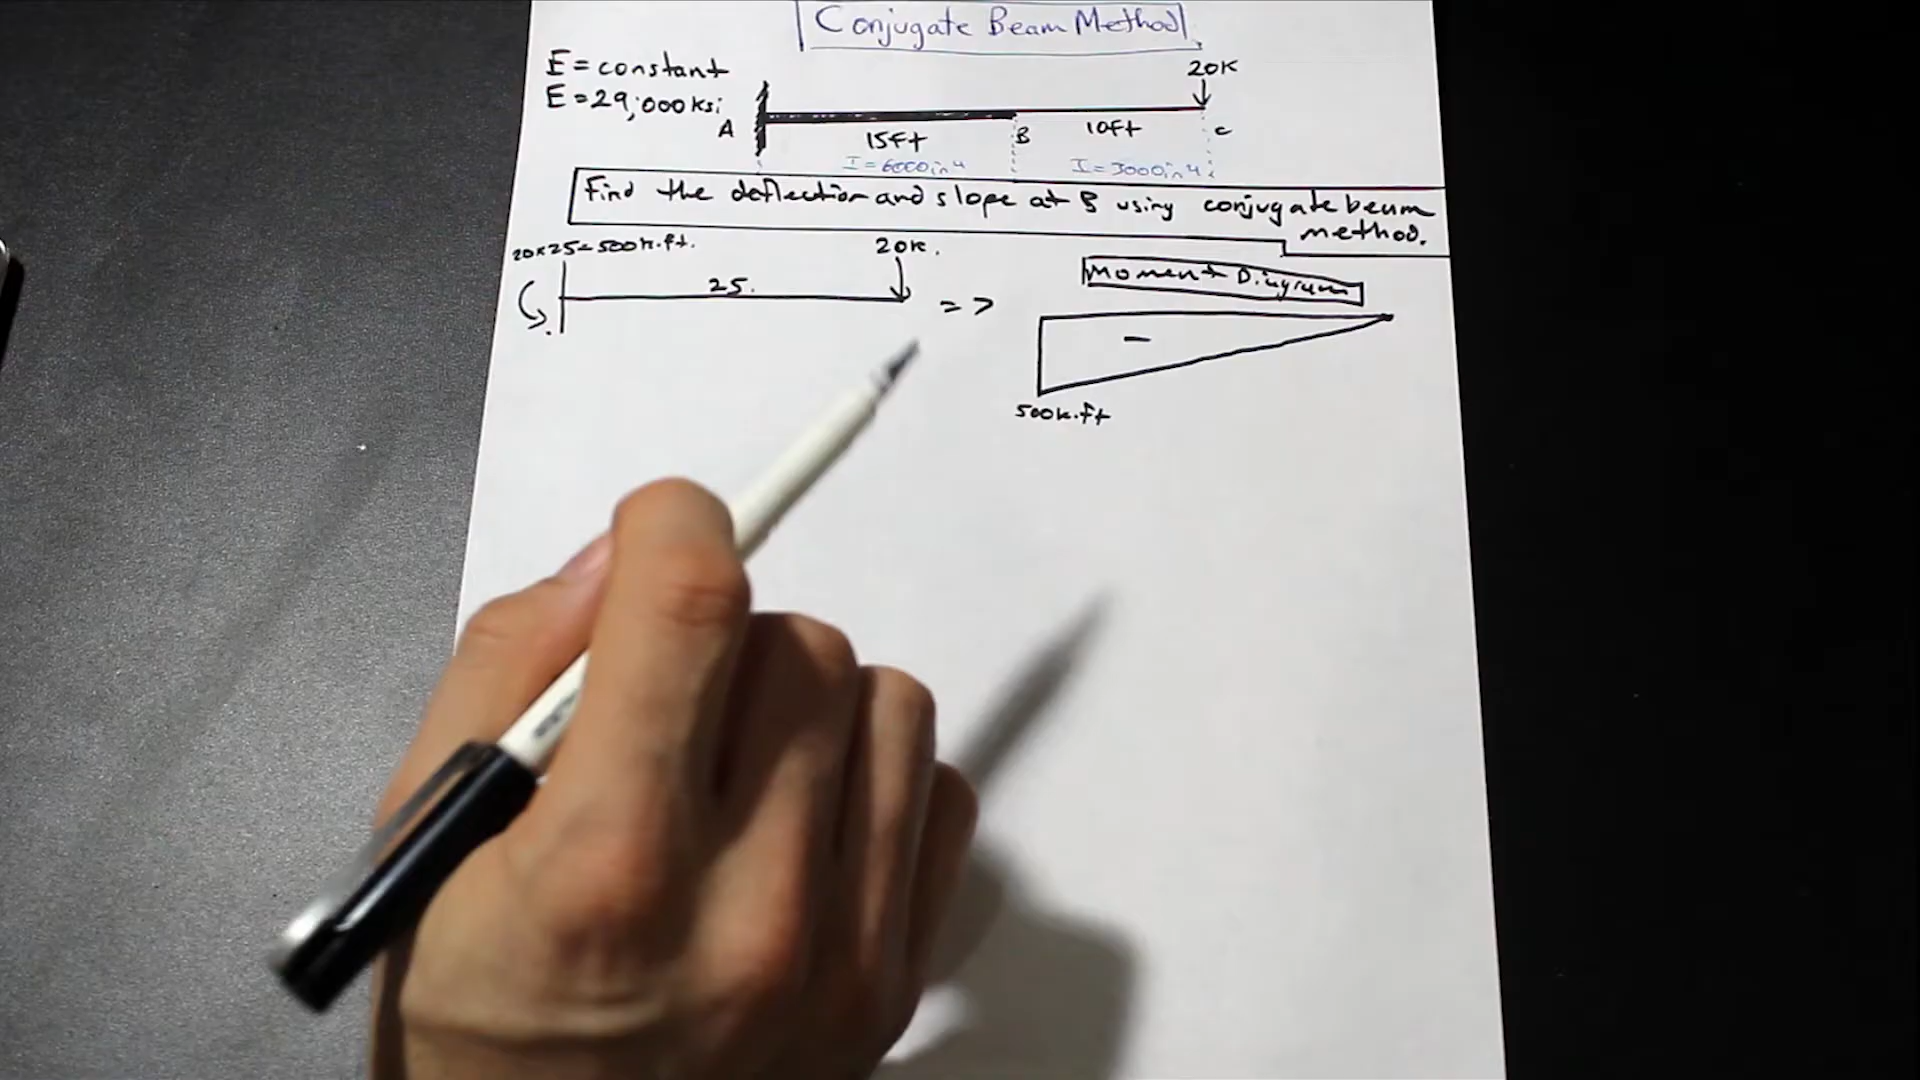 Conjugate Beam Method
E = constant
E = 29,000 ksi
20K
A
15ft
B
10ft
C
I = 6000 in 4
I = 3000 in 4
Find the deflection and slope at B using conjugate beam
method.
20x25 = 500k.ft.
20k.
25.
=>
Moment Diagram
-
500k.ft